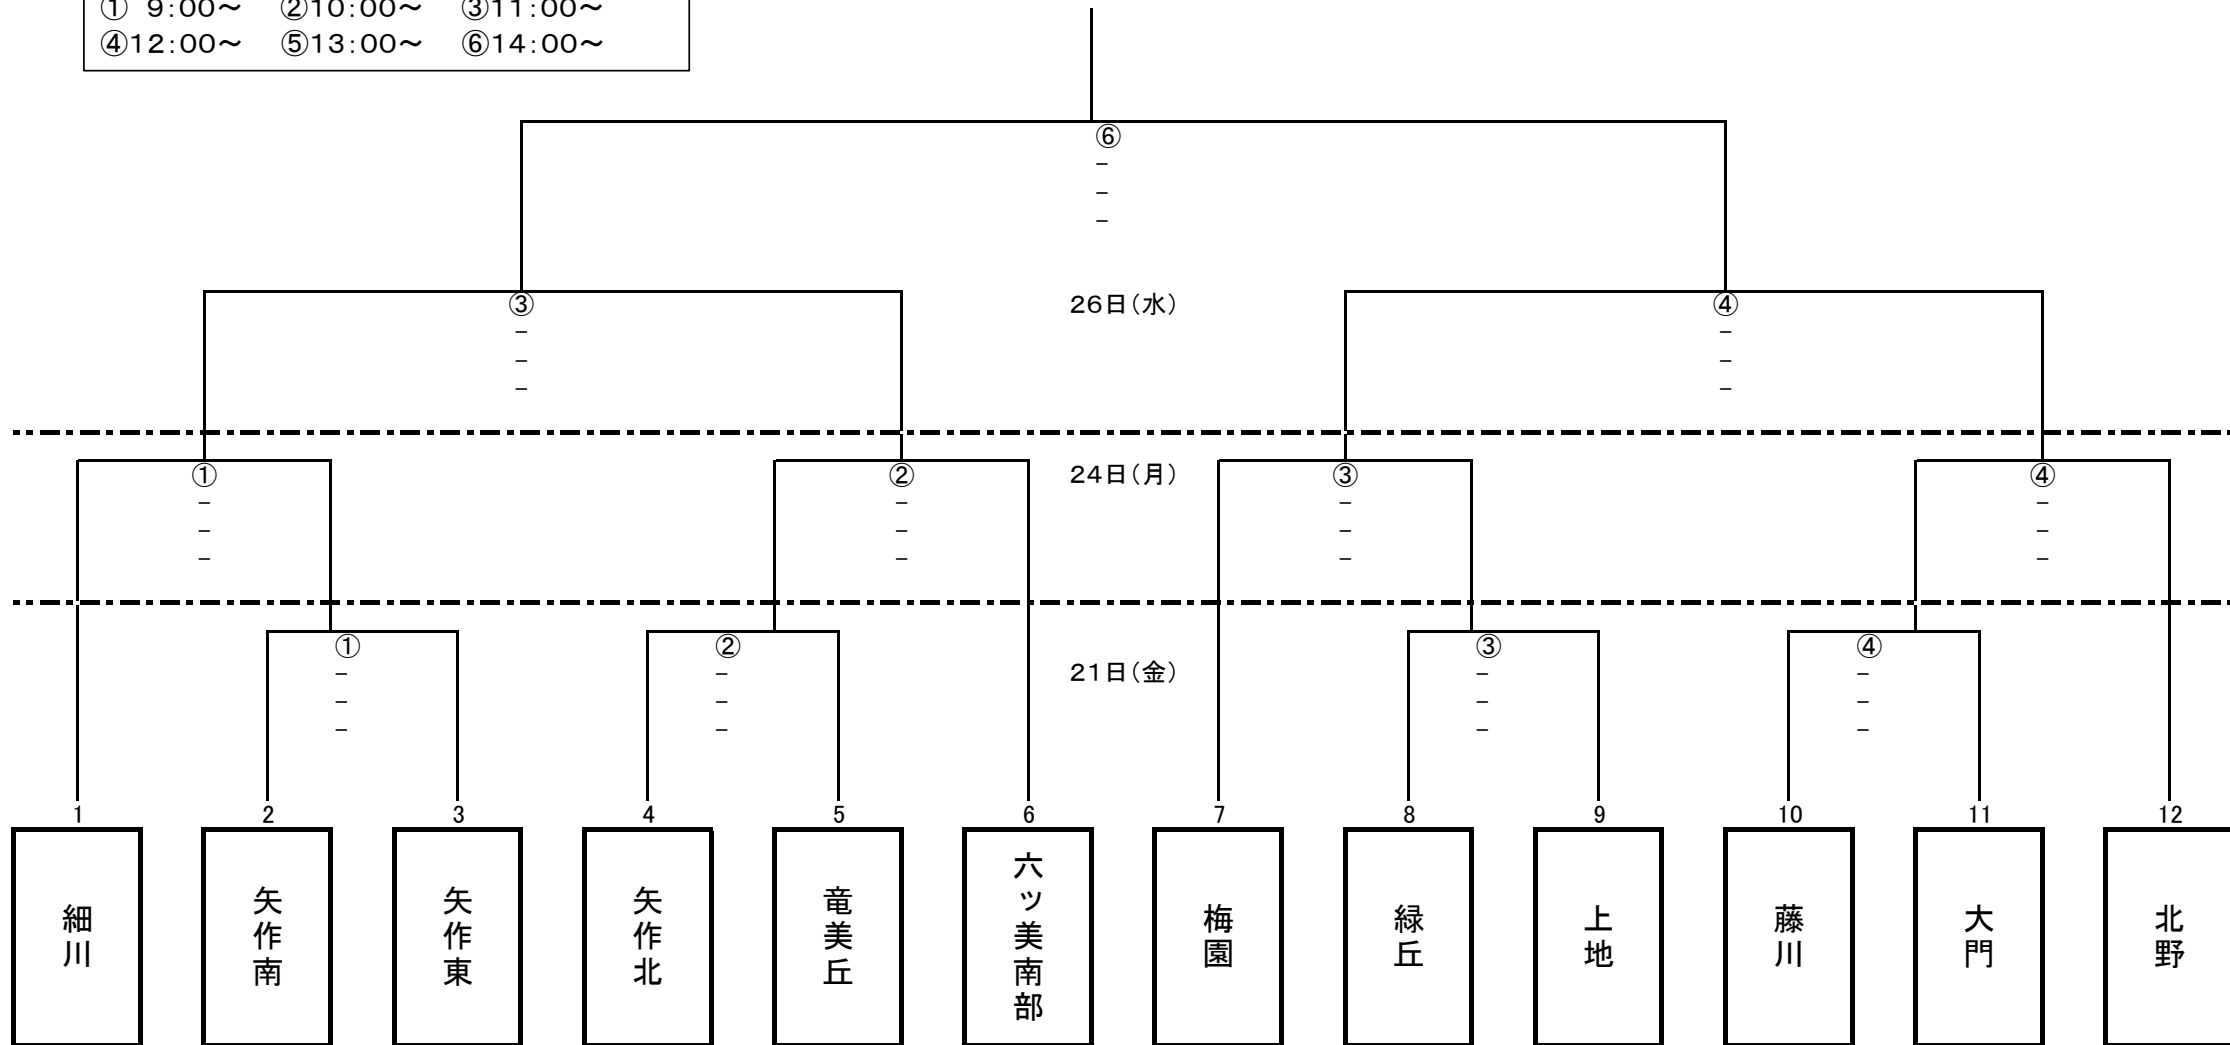 ① 9:00～ ②10:00～ ③11:00～
④12:00～ ⑤13:00～ ⑥14:00～
⑥
－
－
－
③ 26日(水) ④
－ －
－ －
－ －
① ② 24日(月) ③ ④
－ － － －
－ － － －
－ － － －
① ② ③ ④
－ － 21日(金) － －
－ － － －
－ － － －
1 2 3 4 5 6 7 8 9 10 11 12
細川
矢作南
矢作東
矢作北
竜美丘
六ッ美南部
梅園
緑丘
上地
藤川
大門
北野